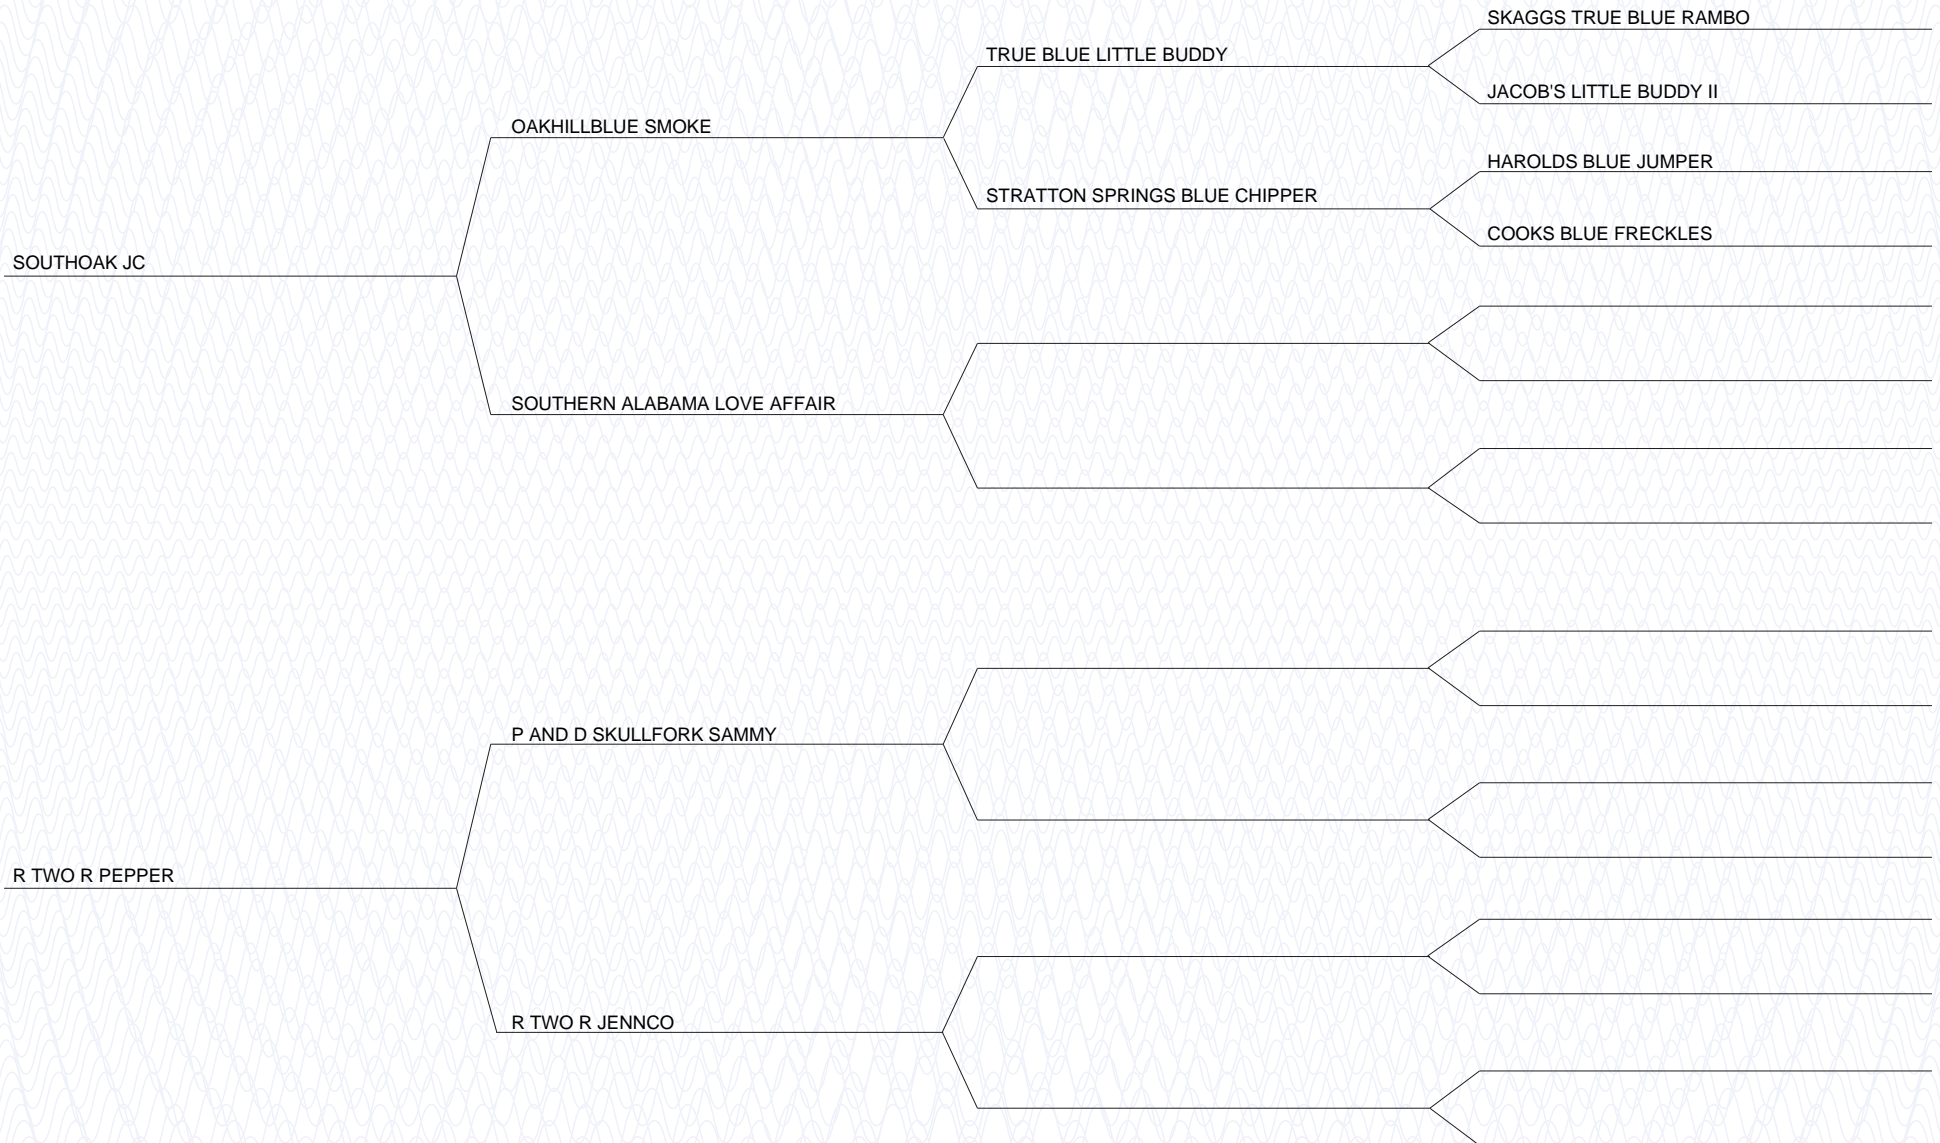 SKAGGS TRUE BLUE RAMBO
TRUE BLUE LITTLE BUDDY
JACOB'S LITTLE BUDDY II
OAKHILLBLUE SMOKE
HAROLDS BLUE JUMPER
STRATTON SPRINGS BLUE CHIPPER
COOKS BLUE FRECKLES
SOUTHOAK JC
SOUTHERN ALABAMA LOVE AFFAIR
P AND D SKULLFORK SAMMY
R TWO R PEPPER
R TWO R JENNCO